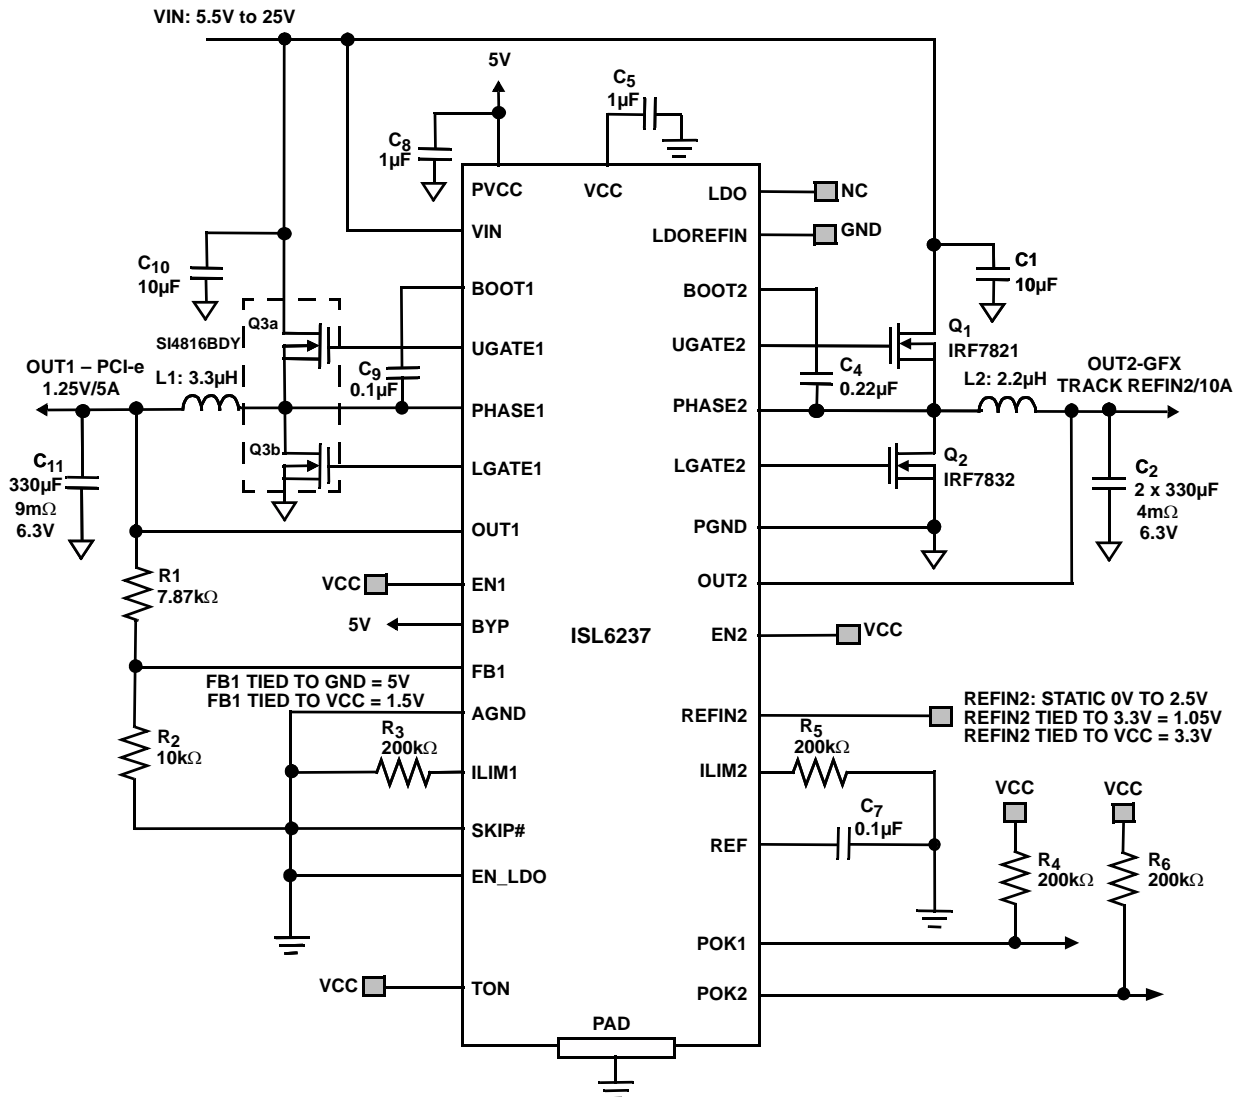 VIN: 5.5V to 25V
5V
C5
1µF
C8
1µF
PVCC
VCC
LDO
NC
VIN
LDOREFIN
GND
C10
10µF
C1
10µF
BOOT1
BOOT2
Q3a
SI4816BDY
UGATE1
UGATE2
Q1
IRF7821
OUT1 – PCI-e
1.25V/5A
L1: 3.3µH
C9
0.1µF
C4
0.22µF
L2: 2.2µH
OUT2-GFX
TRACK REFIN2/10A
PHASE1
PHASE2
Q3b
LGATE1
LGATE2
Q2
IRF7832
C11
330µF
9mΩ
6.3V
C2
2 x 330µF
4mΩ
6.3V
OUT1
PGND
R1
7.87kΩ
VCC
EN1
OUT2
5V
BYP
ISL6237
EN2
VCC
FB1
FB1 TIED TO GND = 5V
FB1 TIED TO VCC = 1.5V
AGND
REFIN2
REFIN2: STATIC 0V TO 2.5V
REFIN2 TIED TO 3.3V = 1.05V
REFIN2 TIED TO VCC = 3.3V
R2
10kΩ
R3
200kΩ
R5
200kΩ
ILIM1
ILIM2
VCC
VCC
SKIP#
C7
0.1µF
REF
R4
200kΩ
R6
200kΩ
EN_LDO
POK1
VCC
TON
POK2
PAD